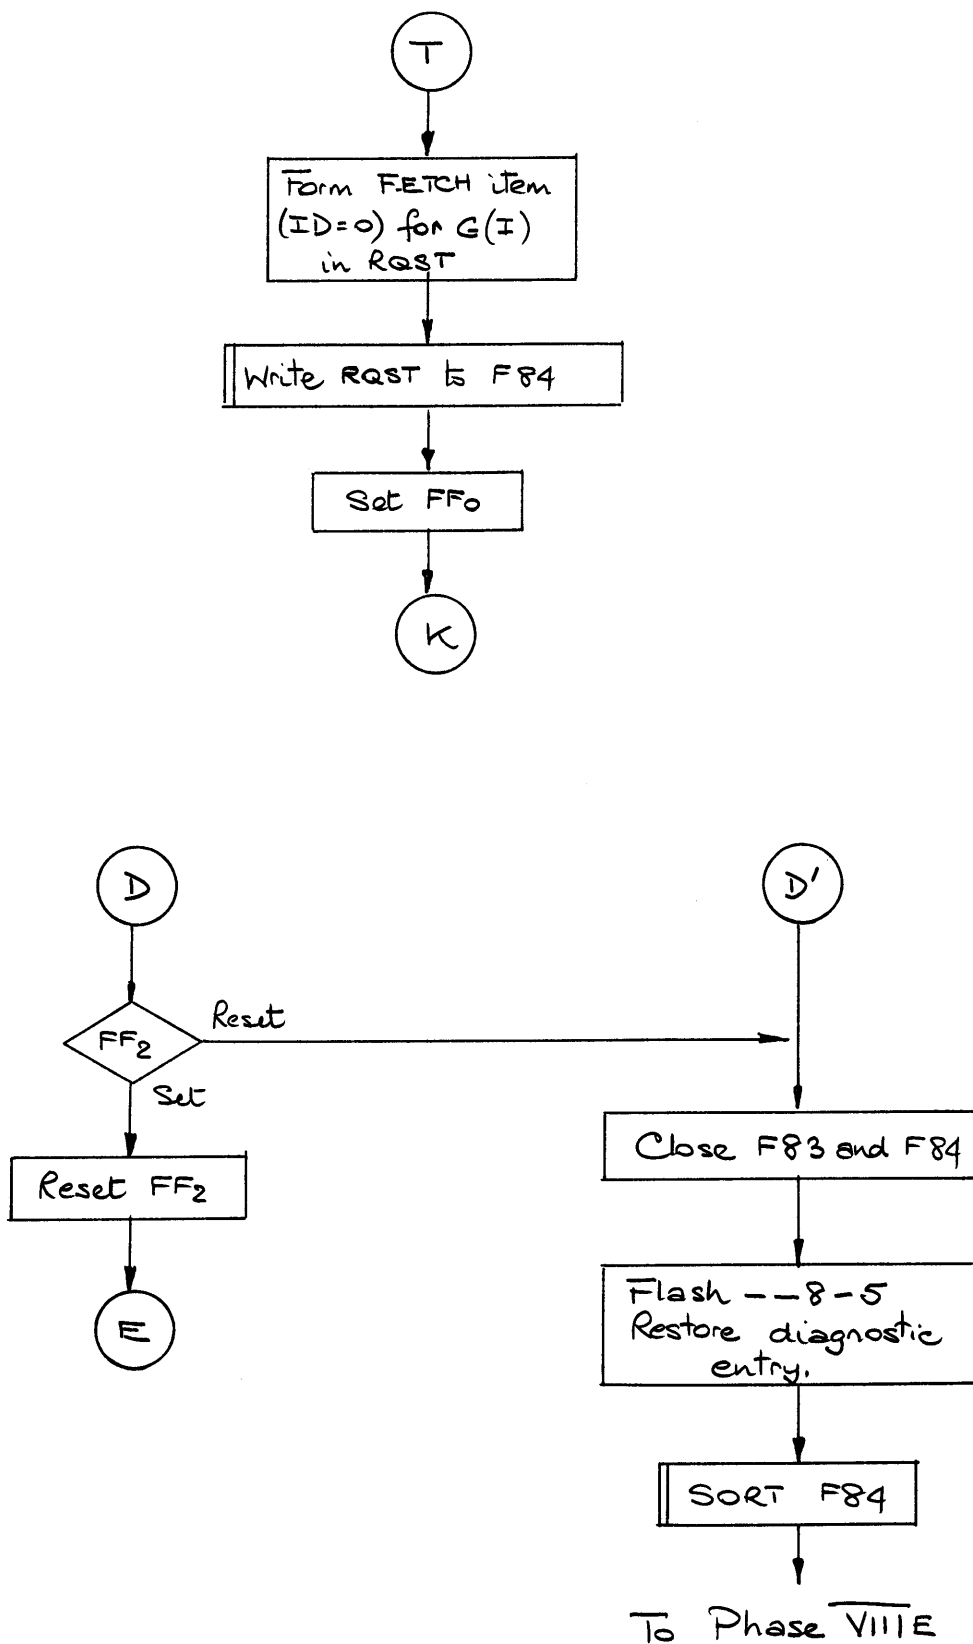 T
Form FETCH item
(ID=0) for G(I)
in RQST
Write RQST to F84
Set FF0
K
D
D'
Reset
FF2
Set
Close F83 and F84
Reset FF2
Flash ---8-5
Restore diagnostic
entry.
E
SORT F84
To Phase VIIIE